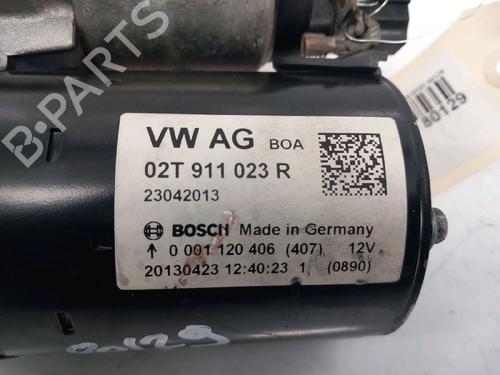 B-PARTS
80129
VW AG BOA
02T 911 023 R
23042013
BOSCH Made in Germany
0 001 120 406 (407) 12V
20130423 12:40:23 1 (0890)
80129